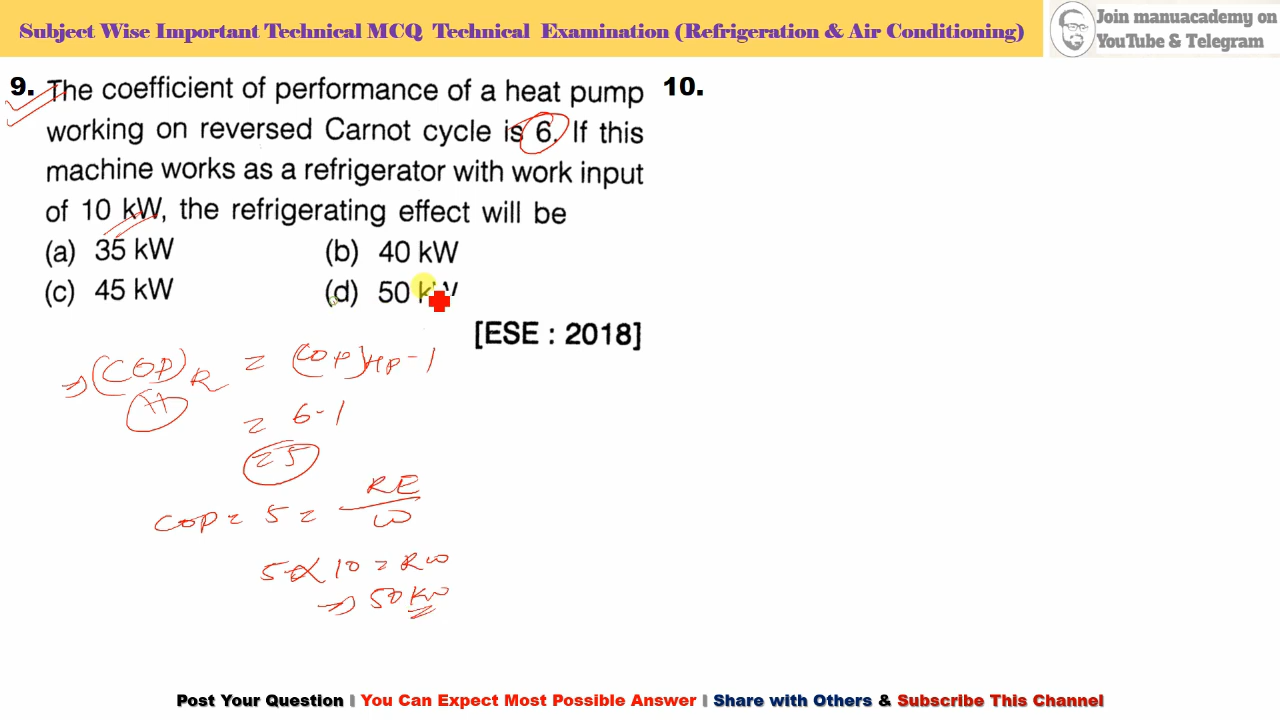 Subject Wise Important Technical MCQ Technical Examination (Refrigeration & Air Conditioning)
Join manuacademy on
YouTube & Telegram
9. The coefficient of performance of a heat pump
working on reversed Carnot cycle is 6. If this
machine works as a refrigerator with work input
of 10 kW, the refrigerating effect will be
(a) 35 kW (b) 40 kW
(c) 45 kW (d) 50 kW
[ESE : 2018]
10.
⇒ (COP)R = (COP)HP - 1
= 6 - 1
= 5
COP = 5 = RE/W
5 × 10 =
⇒ 50 kW
Post Your Question | You Can Expect Most Possible Answer | Share with Others & Subscribe This Channel